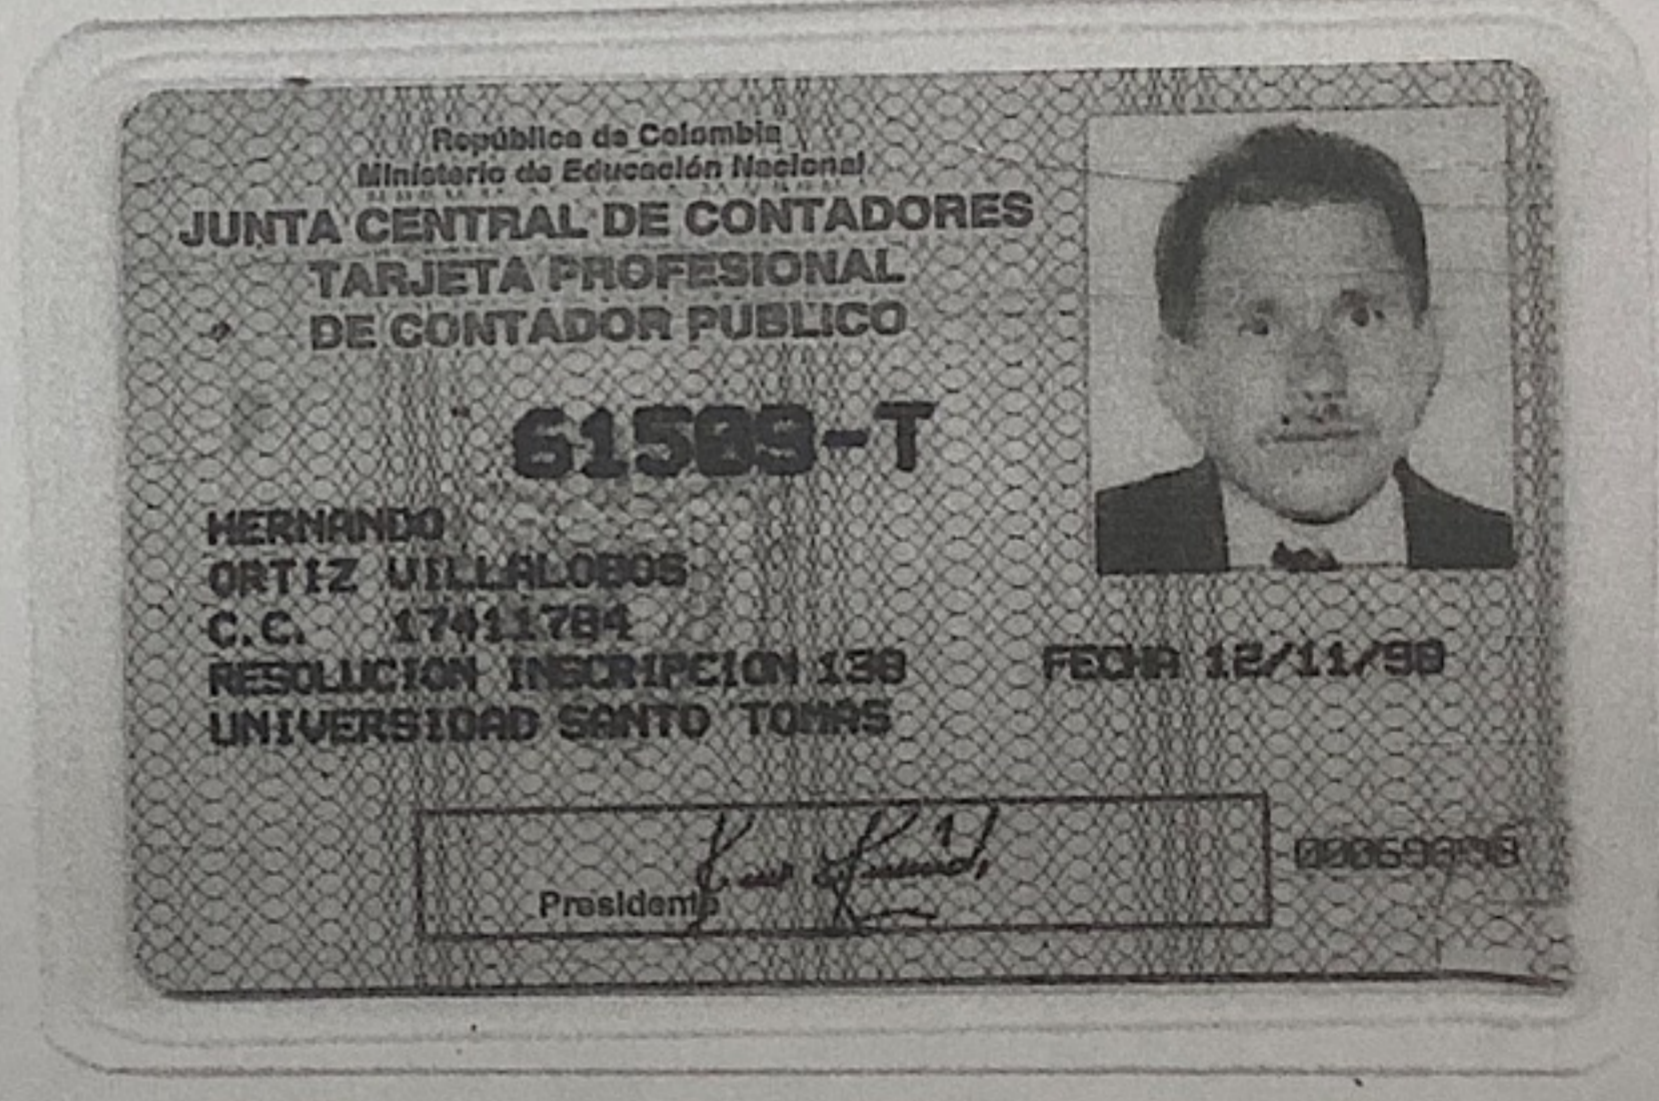 República de Colombia
Ministerio de Educación Nacional
JUNTA CENTRAL DE CONTADORES
TARJETA PROFESIONAL
DE CONTADOR PUBLICO
61509-T
HERNANDO
ORTIZ VILLALOBOS
C.C. 17411784
RESOLUCION INSCRIPCION 138
FECHA 12/11/98
UNIVERSIDAD SANTO TOMAS
Presidente